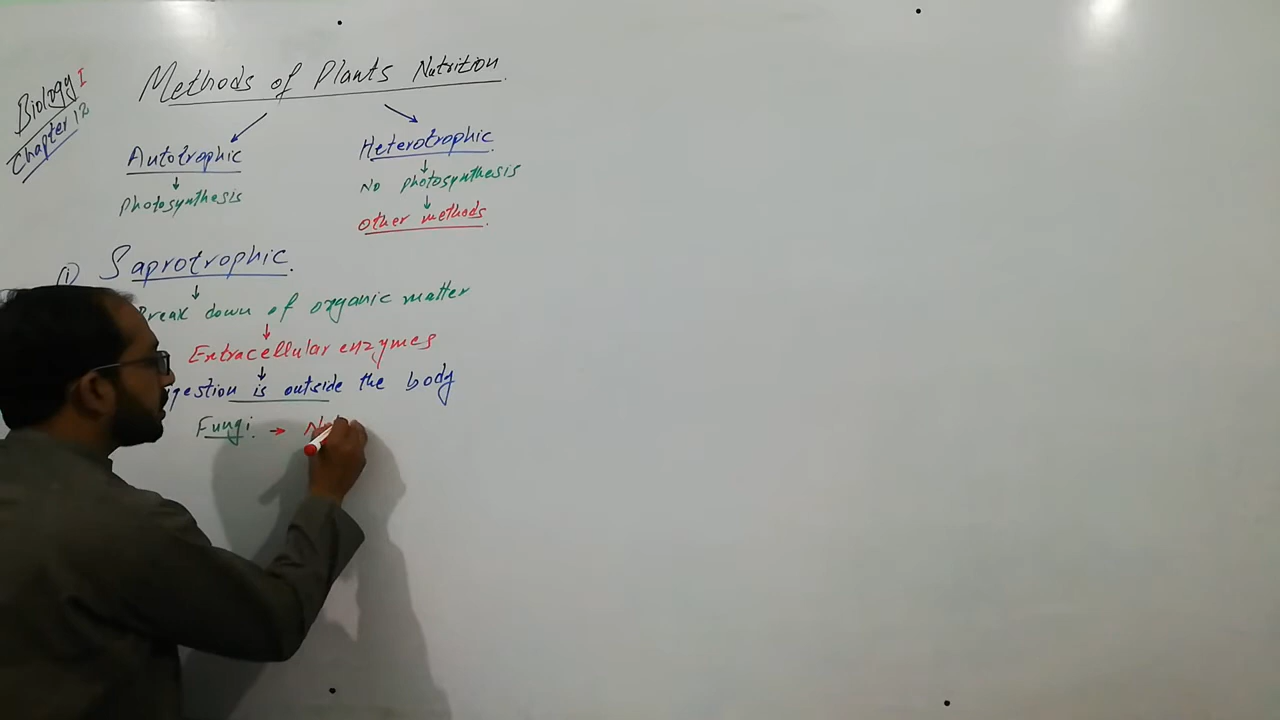 Biology I
Chapter 12
Methods of Plants Nutrition.
Autotrophic
↓
Photosynthesis
Heterotrophic
↓
No photosynthesis
↓
Other methods.
① Saprotrophic.
↓
Break down of organic matter
↓
Extracellular enzymes
↓
is outside the body
Fungi. →